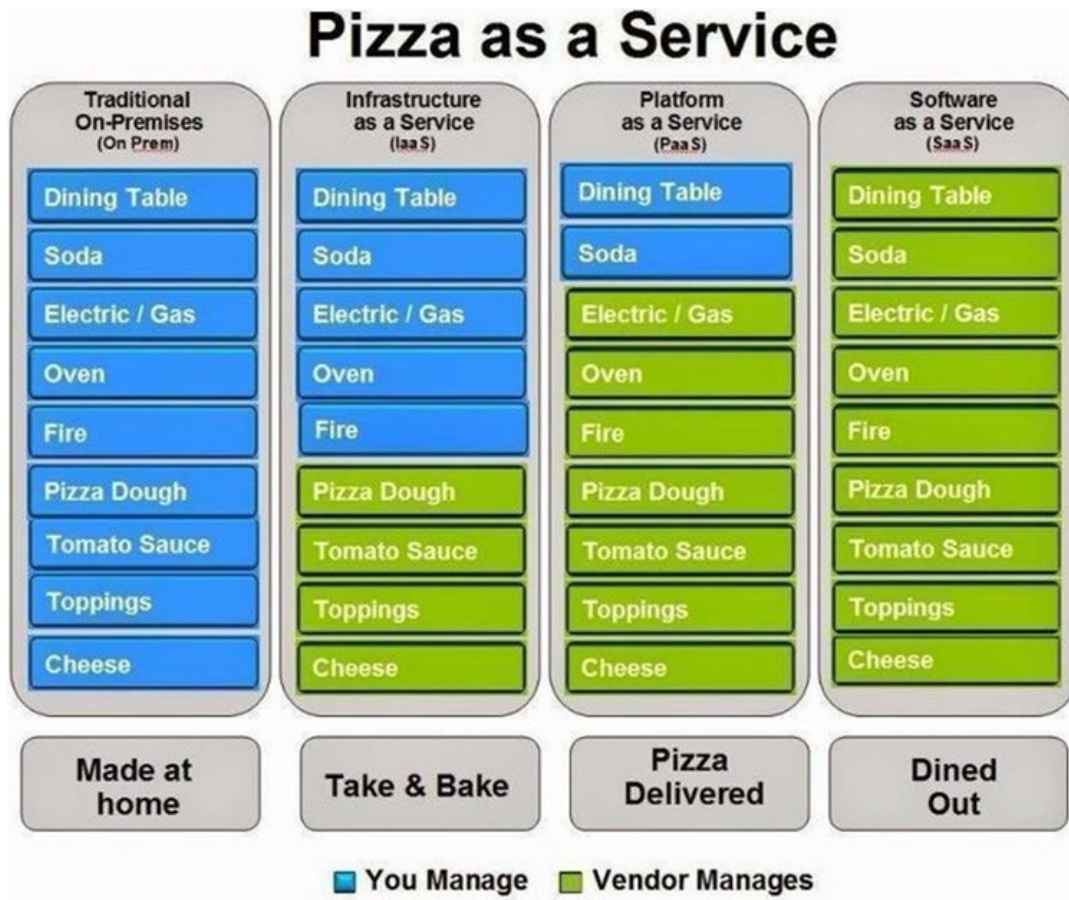 Pizza as a Service
Traditional
On-Premises
(On Prem)
Dining Table
Soda
Electric / Gas
Oven
Fire
Pizza Dough
Tomato Sauce
Toppings
Cheese
Made at
home
Infrastructure
as a Service
(IaaS)
Dining Table
Soda
Electric / Gas
Oven
Fire
Pizza Dough
Tomato Sauce
Toppings
Cheese
Take & Bake
Platform
as a Service
(PaaS)
Dining Table
Soda
Electric / Gas
Oven
Fire
Pizza Dough
Tomato Sauce
Toppings
Cheese
Pizza
Delivered
Software
as a Service
(SaaS)
Dining Table
Soda
Electric / Gas
Oven
Fire
Pizza Dough
Tomato Sauce
Toppings
Cheese
Dined
Out
You Manage
Vendor Manages